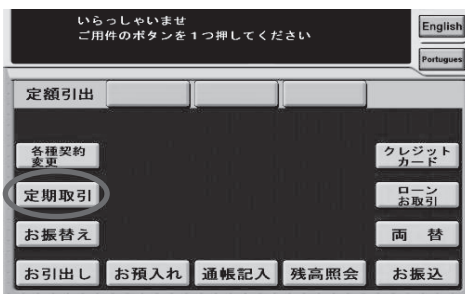 いらっしゃいませ
ご用件のボタンを1つ押してください
English
Portugues
定額引出
各種契約
変更
クレジット
カード
定期取引
ローン
お取引
お振替え
両 替
お引出し
お預入れ
通帳記入
残高照会
お振込